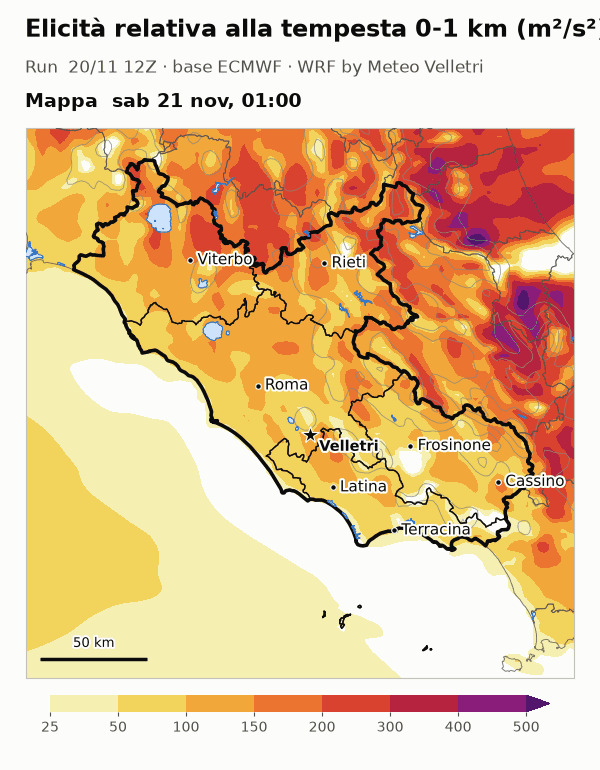 Elicità relativa alla tempesta 0-1 km (m²/s²)
Run  20/11 12Z · base ECMWF · WRF by Meteo Velletri
Mappa  sab 21 nov, 01:00
Viterbo
Rieti
Roma
Velletri
Frosinone
Cassino
Latina
Terracina
50 km
25 50 100 150 200 300 400 500